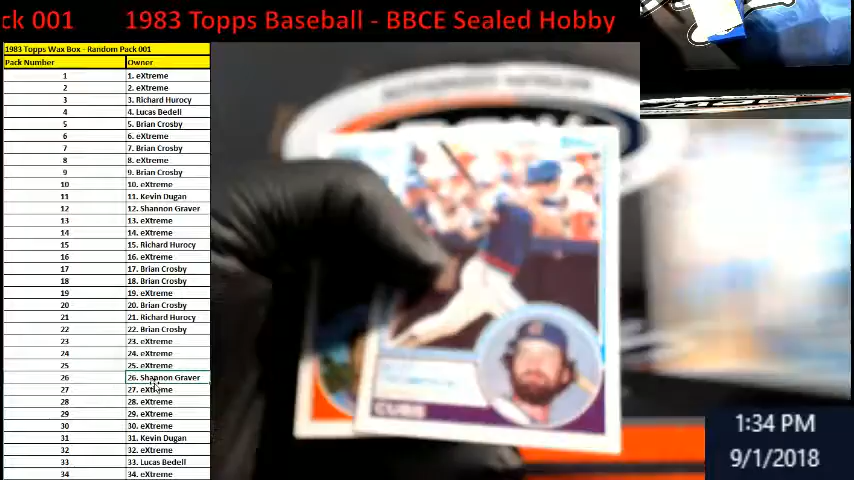 ck 001 1983 Topps Baseball - BBCE Sealed Hobby
1983 Topps Wax Box - Random Pack 001
Pack Number Owner
1 1. eXtreme
2 2. eXtreme
3 3. Richard Hurocy
4 4. Lucas Bedell
5 5. Brian Crosby
6 6. eXtreme
7 7. Brian Crosby
8 8. eXtreme
9 9. Brian Crosby
10 10. eXtreme
11 11. Kevin Dugan
12 12. Shannon Graver
13 13. eXtreme
14 14. eXtreme
15 15. Richard Hurocy
16 16. eXtreme
17 17. Brian Crosby
18 18. Brian Crosby
19 19. eXtreme
20 20. Brian Crosby
21 21. Richard Hurocy
22 22. Brian Crosby
23 23. eXtreme
24 24. eXtreme
25 25. eXtreme
26 26. Shannon Graver
27 27. eXtreme
28 28. eXtreme
29 29. eXtreme
30 30. eXtreme
31 31. Kevin Dugan
32 32. eXtreme
33 33. Lucas Bedell
34 34. eXtreme
CUBS
1:34 PM
9/1/2018